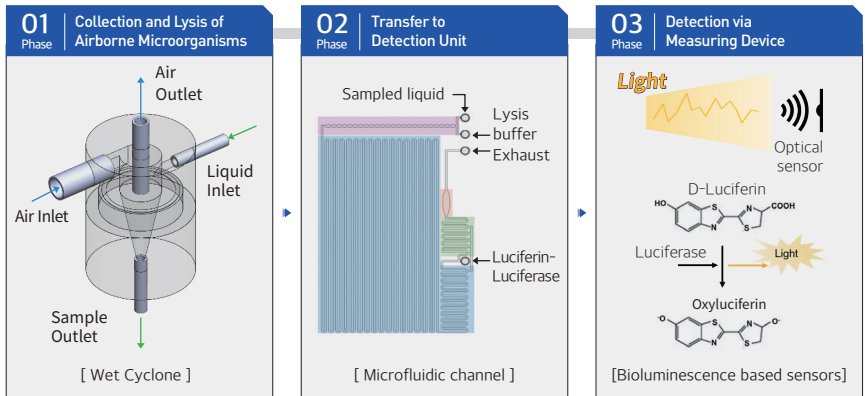 01
Phase
Collection and Lysis of
Airborne Microorganisms
Air
Outlet
Liquid
Inlet
Air Inlet
Sample
Outlet
[ Wet Cyclone ]
02
Phase
Transfer to
Detection Unit
Sampled liquid
Lysis
buffer
Exhaust
Luciferin-
Luciferase
[ Microfluidic channel ]
03
Phase
Detection via
Measuring Device
Light
Optical
sensor
D-Luciferin
HO
S
N
N
S
COOH
Luciferase
Light
Oxyluciferin
-O
S
N
N
S
O-
[Bioluminescence based sensors]